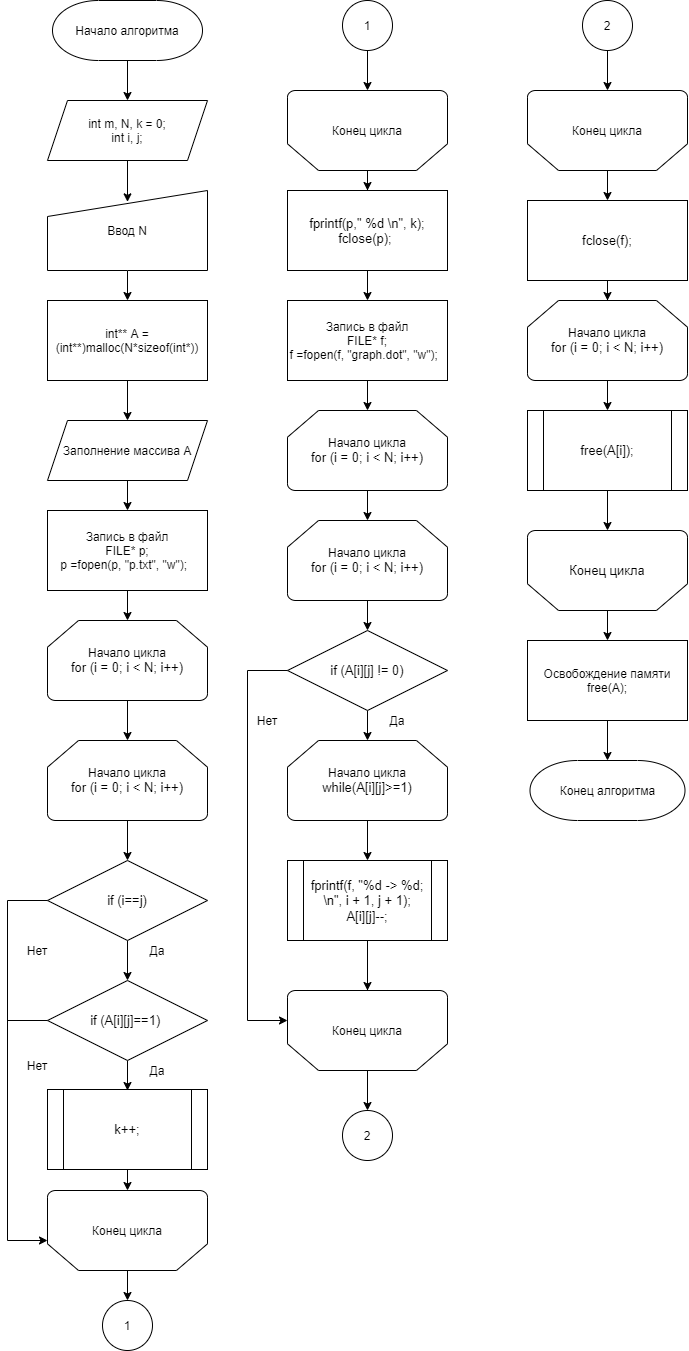 Начало алгоритма
int m, N, k = 0;
int i, j;
Ввод N
int** A =
(int**)malloc(N*sizeof(int*))
Заполнение массива A
Запись в файл
FILE* p;
p =fopen(p, "p.txt", "w");
Начало цикла
for (i = 0; i < N; i++)
Начало цикла
for (i = 0; i < N; i++)
if (i==j)
Нет
Да
if (A[i][j]==1)
Нет
Да
k++;
Конец цикла
1
1
Конец цикла
fprintf(p," %d \n", k);
fclose(p);
Запись в файл
FILE* f;
f =fopen(f, "graph.dot", "w");
Начало цикла
for (i = 0; i < N; i++)
Начало цикла
for (i = 0; i < N; i++)
if (A[i][j] != 0)
Нет
Да
Начало цикла
while(A[i][j]>=1)
fprintf(f, "%d -> %d;
\n", i + 1, j + 1);
A[i][j]--;
Конец цикла
2
2
Конец цикла
fclose(f);
Начало цикла
for (i = 0; i < N; i++)
free(A[i]);
Конец цикла
Освобождение памяти
free(A);
Конец алгоритма